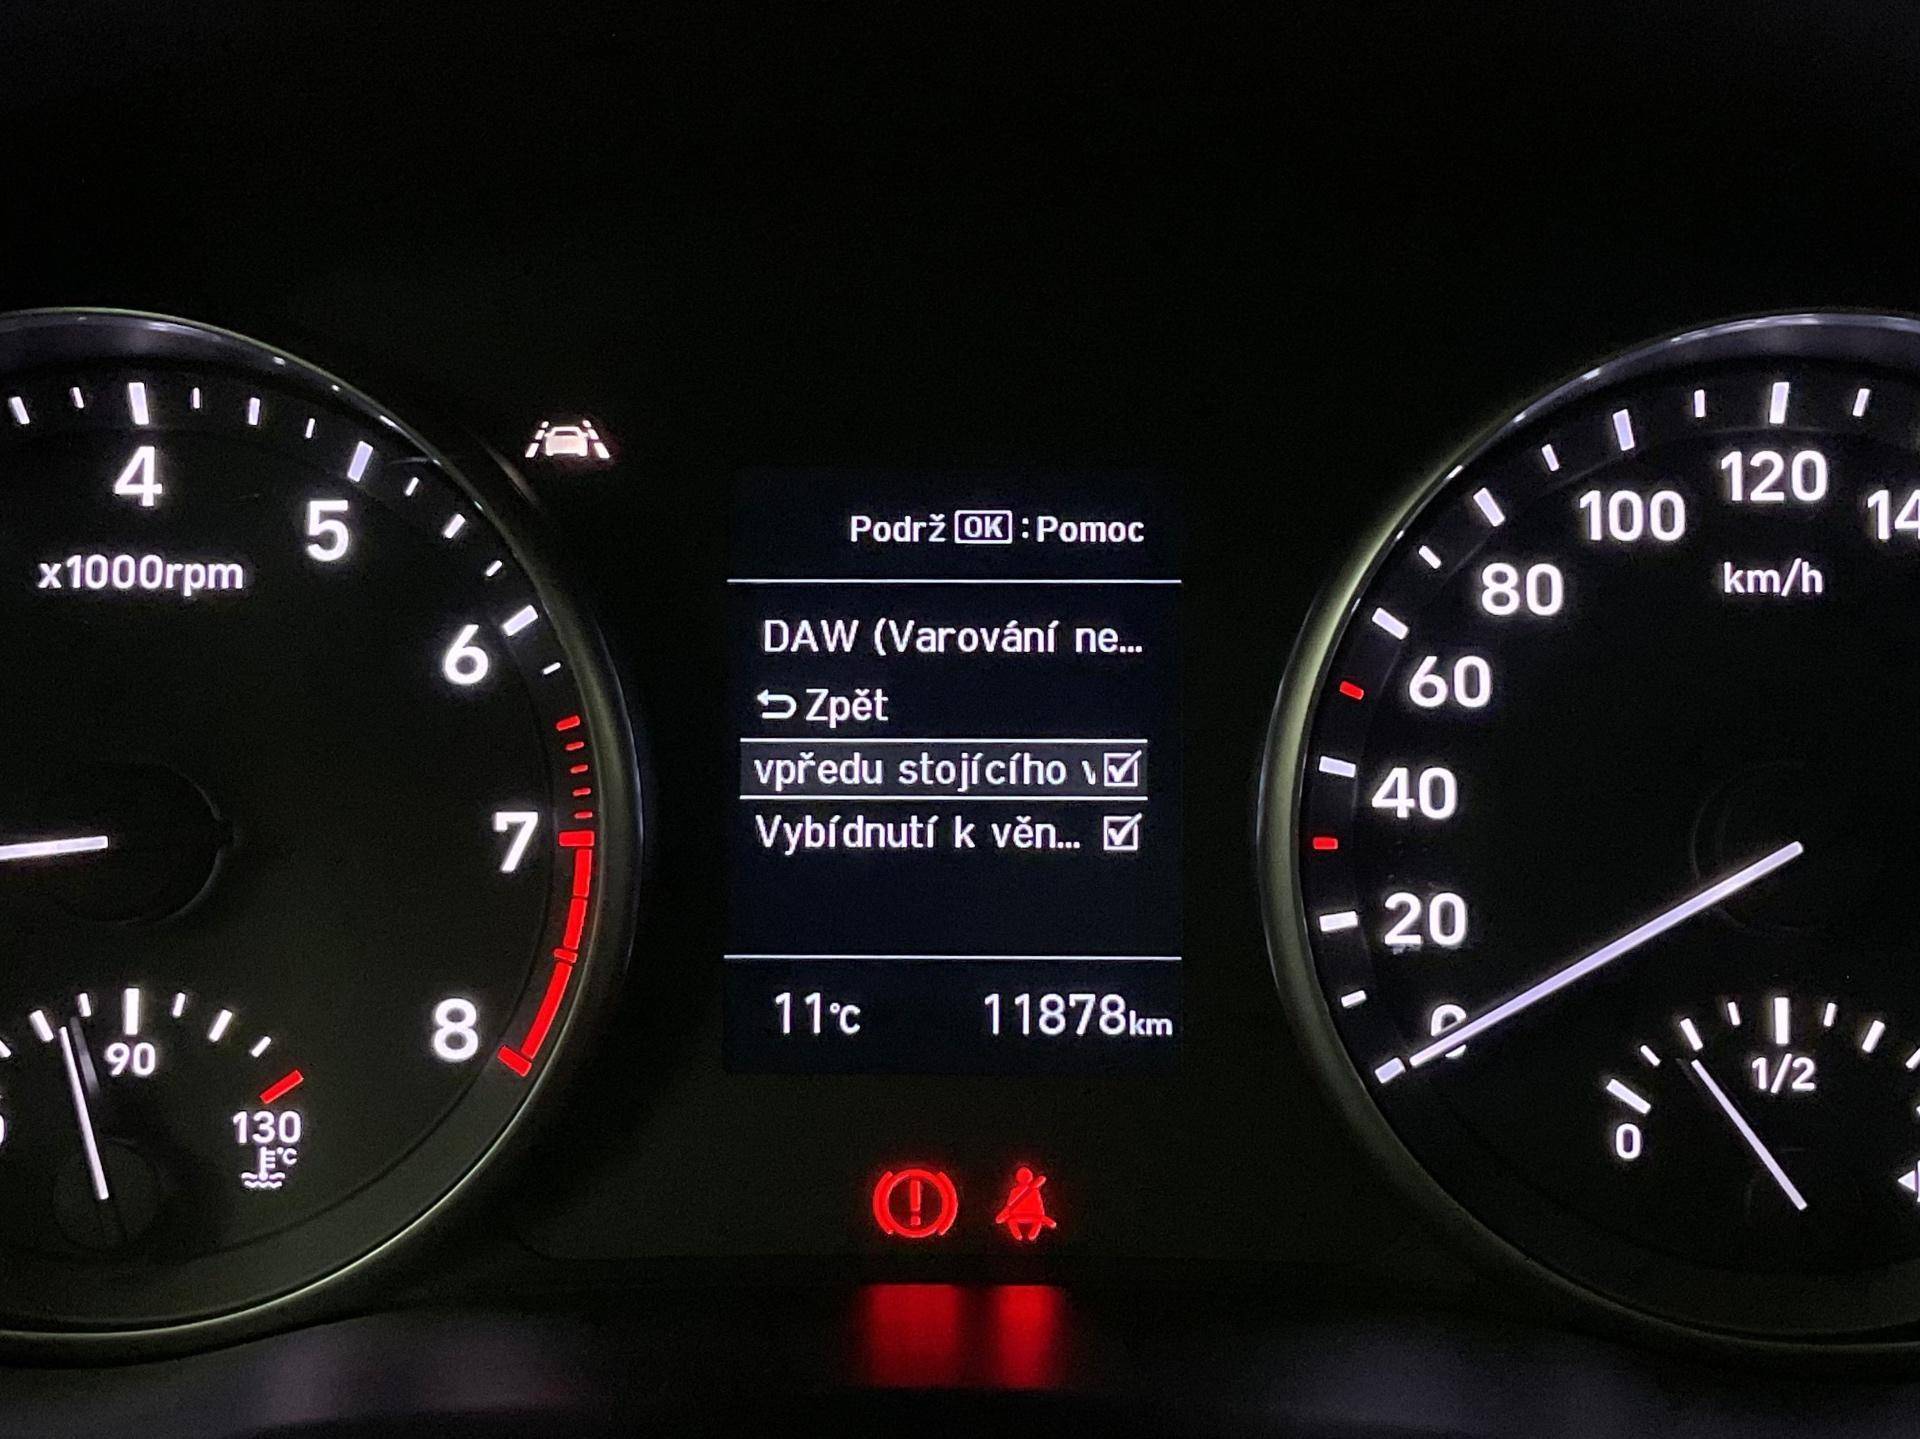 4
5
x1000rpm
6
7
8
90
130
°C
Podrž OK : Pomoc
DAW (Varování ne...
Zpět
vpředu stojícího v
Vybídnutí k věn...
11°C 11878km
120
100
80
km/h
60
40
20
0
1/2
0